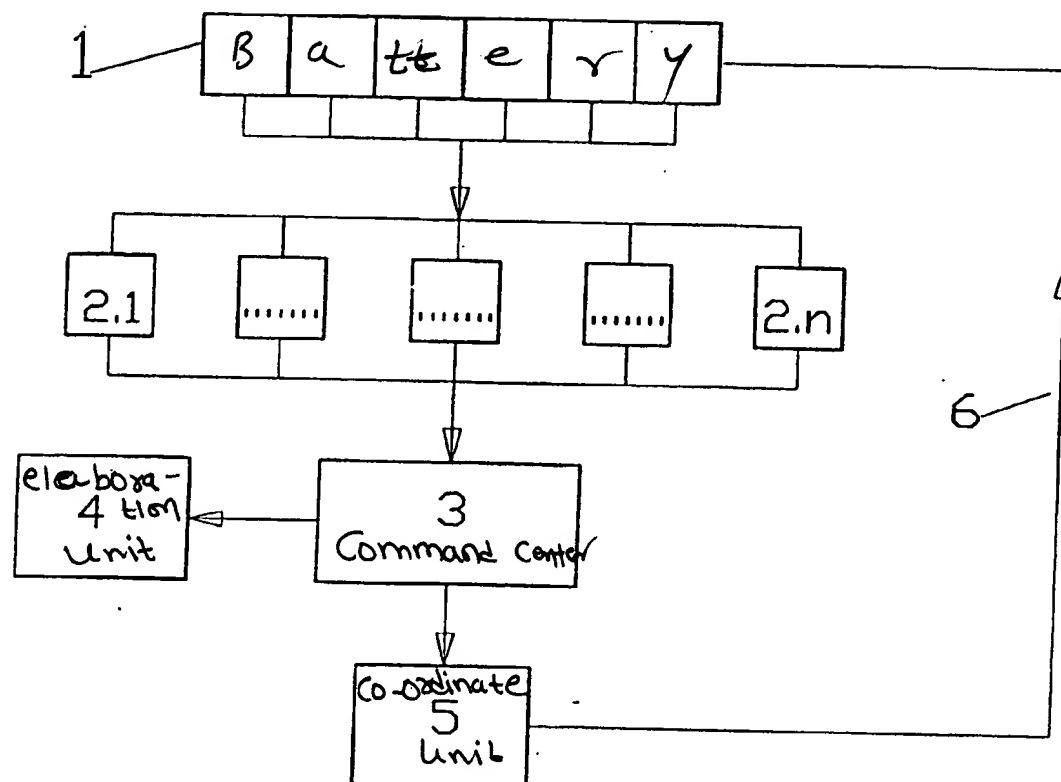 1
B a tt e r y
2.1 ....... ....... ....... 2.n
6
elabora-
4 tion
unit
3
Command center
co-ordinate
5
unit